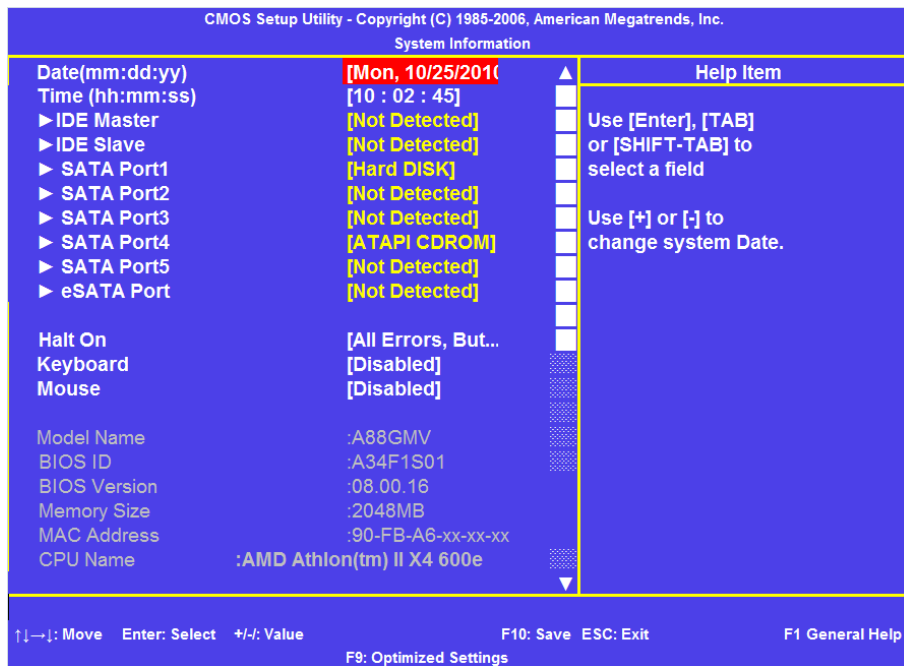 CMOS Setup Utility - Copyright (C) 1985-2006, American Megatrends, Inc.
System Information
Date(mm:dd:yy) [Mon, 10/25/2010
Time (hh:mm:ss) [10 : 02 : 45]
►IDE Master [Not Detected]
►IDE Slave [Not Detected]
► SATA Port1 [Hard DISK]
► SATA Port2 [Not Detected]
► SATA Port3 [Not Detected]
► SATA Port4 [ATAPI CDROM]
► SATA Port5 [Not Detected]
► eSATA Port [Not Detected]
Halt On [All Errors, But...
Keyboard [Disabled]
Mouse [Disabled]
Model Name :A88GMV
BIOS ID :A34F1S01
BIOS Version :08.00.16
Memory Size :2048MB
MAC Address :90-FB-A6-xx-xx-xx
CPU Name :AMD Athlon(tm) II X4 600e
Help Item
Use [Enter], [TAB]
or [SHIFT-TAB] to
select a field
Use [+] or [-] to
change system Date.
↑↓→↓: Move Enter: Select +/-/: Value F10: Save ESC: Exit F1 General Help
F9: Optimized Settings